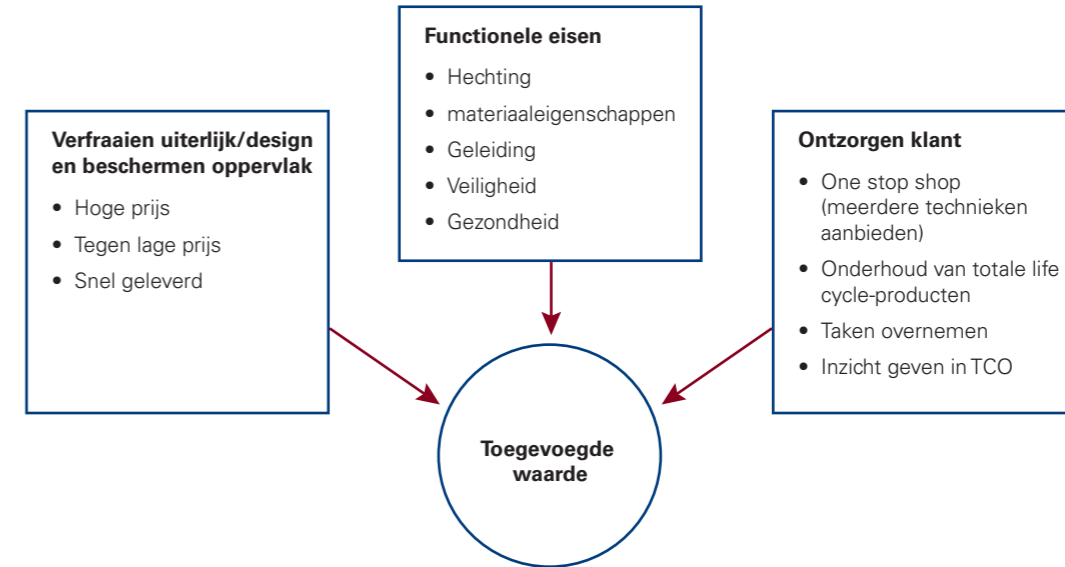 Verfraaien uiterlijk/design
en beschermen oppervlak
• Hoge prijs
• Tegen lage prijs
• Snel geleverd
Functionele eisen
• Hechting
• materiaaleigenschappen
• Geleiding
• Veiligheid
• Gezondheid
Ontzorgen klant
• One stop shop
(meerdere technieken
aanbieden)
• Onderhoud van totale life
cycle-producten
• Taken overnemen
• Inzicht geven in TCO
Toegevoegde
waarde